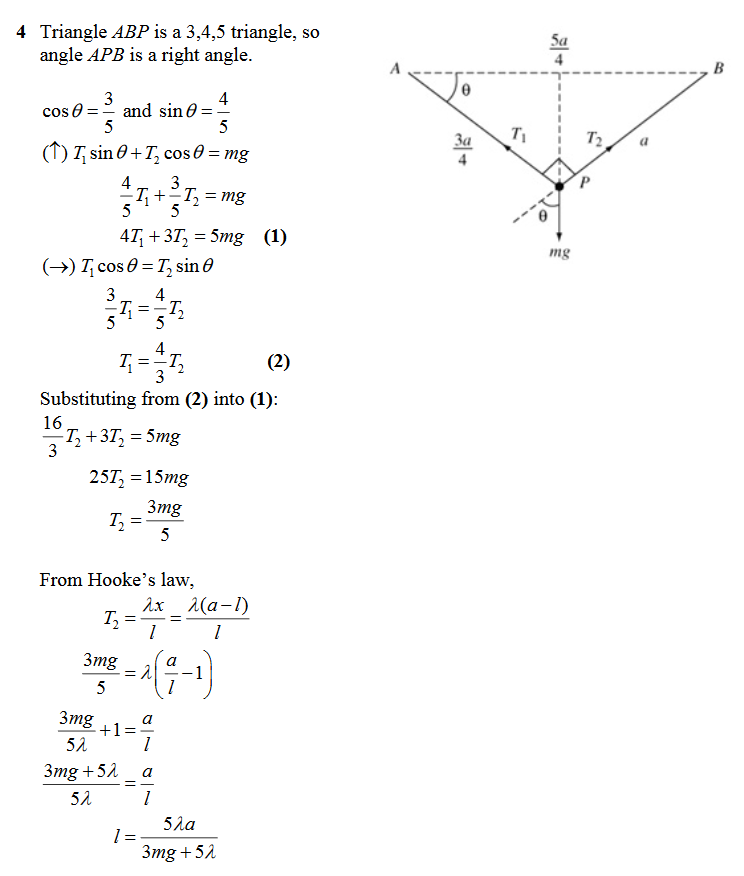 4 Triangle ABP is a 3,4,5 triangle, so
angle APB is a right angle.
cos θ = 3/5 and sin θ = 4/5
(↑) T₁ sin θ + T₂ cos θ = mg
4/5 T₁ + 3/5 T₂ = mg
4T₁ + 3T₂ = 5mg (1)
(→) T₁ cos θ = T₂ sin θ
3/5 T₁ = 4/5 T₂
T₁ = 4/3 T₂ (2)
Substituting from (2) into (1):
16/3 T₂ + 3T₂ = 5mg
25T₂ = 15mg
T₂ = 3mg/5
From Hooke's law,
T₂ = λx/l = λ(a − l)/l
3mg/5 = λ(a/l − 1)
3mg/5λ + 1 = a/l
(3mg + 5λ)/5λ = a/l
l = 5λa/(3mg + 5λ)
5a/4
A
B
θ
3a/4
T₁
T₂
a
P
θ
mg